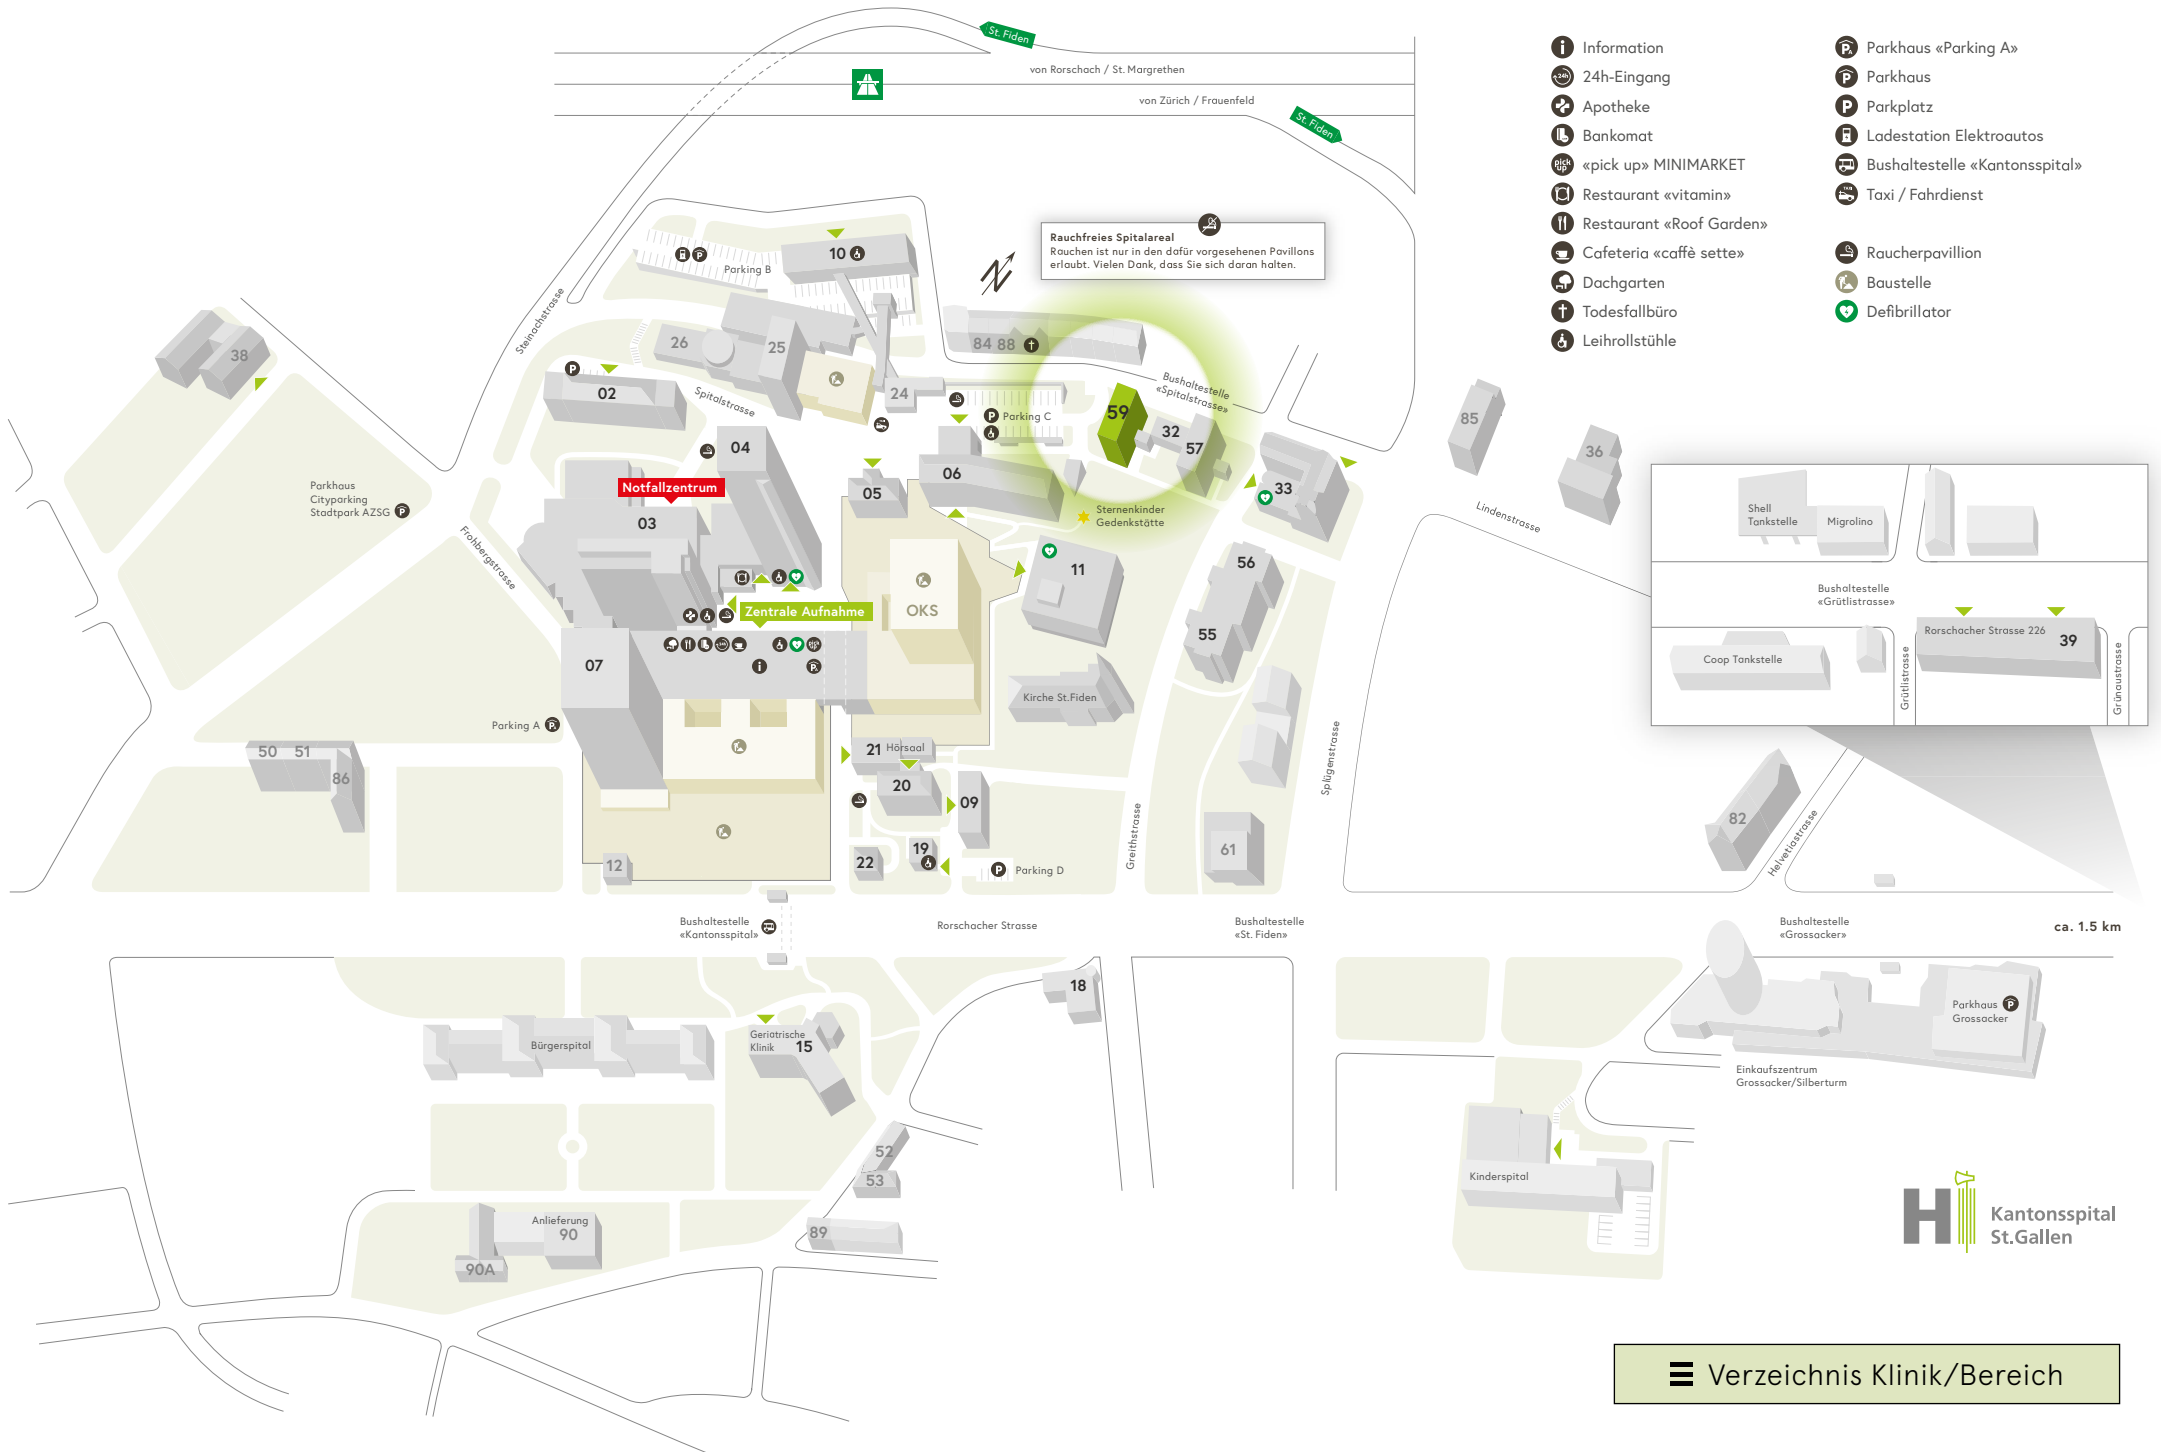 St. Fiden
von Rorschach / St. Margrethen
von Zürich / Frauenfeld
St. Fiden
Information
24h-Eingang
Apotheke
Bankomat
«pick up» MINIMARKET
Restaurant «vitamin»
Restaurant «Roof Garden»
Cafeteria «caffè sette»
Dachgarten
Todesfallbüro
Leihrollstühle
Parkhaus «Parking A»
Parkhaus
Parkplatz
Ladestation Elektroautos
Bushaltestelle «Kantonsspital»
Taxi / Fahrdienst
Raucherpavillion
Baustelle
Defibrillator
Rauchfreies Spitalareal
Rauchen ist nur in den dafür vorgesehenen Pavillons
erlaubt. Vielen Dank, dass Sie sich daran halten.
N
10
Parking B
Steinachstrasse
38
26
25
84 88
02
Spitalstrasse
24
Parking C
59
Bushaltestelle
«Spitalstrasse»
32
57
85
36
04
06
05
33
Parkhaus
Cityparking
Stadtpark AZSG
Notfallzentrum
03
Frohbergstrasse
Sternenkinder
Gedenkstätte
Lindenstrasse
11
56
55
OKS
Zentrale Aufnahme
07
Kirche St.Fiden
Parking A
50 51
86
21 Hörsaal
20
09
22
19
Parking D
12
Greithstrasse
Splügenstrasse
61
82
Helvetiastrasse
Shell
Tankstelle
Migrolino
Bushaltestelle
«Grütlistrasse»
Rorschacher Strasse 226
39
Coop Tankstelle
Grütlistrasse
Grünaustrasse
Bushaltestelle
«Kantonsspital»
Rorschacher Strasse
Bushaltestelle
«St. Fiden»
Bushaltestelle
«Grossacker»
ca. 1.5 km
18
Bürgerspital
Geriatrische
Klinik
15
Parkhaus
Grossacker
Einkaufszentrum
Grossacker/Silberturm
52
53
89
Anlieferung
90
90A
Kinderspital
Kantonsspital
St.Gallen
Verzeichnis Klinik/Bereich